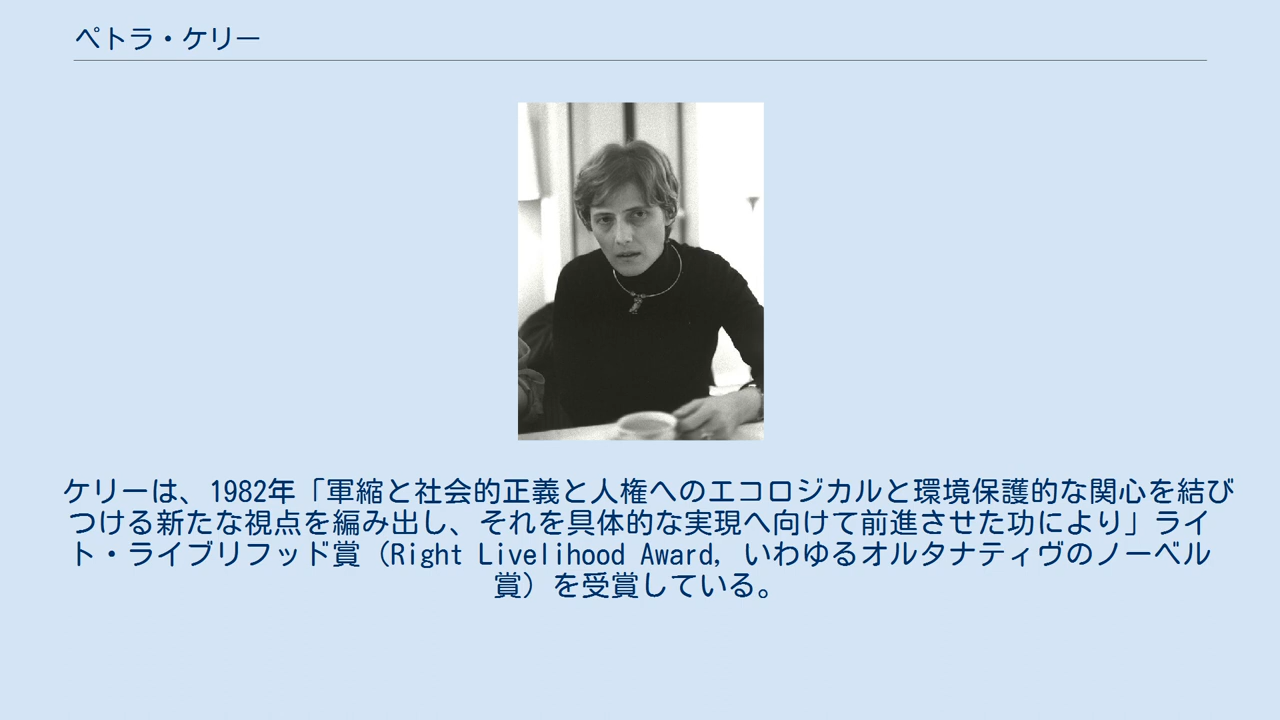 ペトラ・ケリー
ケリーは、1982年「軍縮と社会的正義と人権へのエコロジカルと環境保護的な関心を結び
つける新たな視点を編み出し、それを具体的な実現へ向けて前進させた功により」ライ
ト・ライブリフッド賞（Right Livelihood Award, いわゆるオルタナティヴのノーベル
賞）を受賞している。